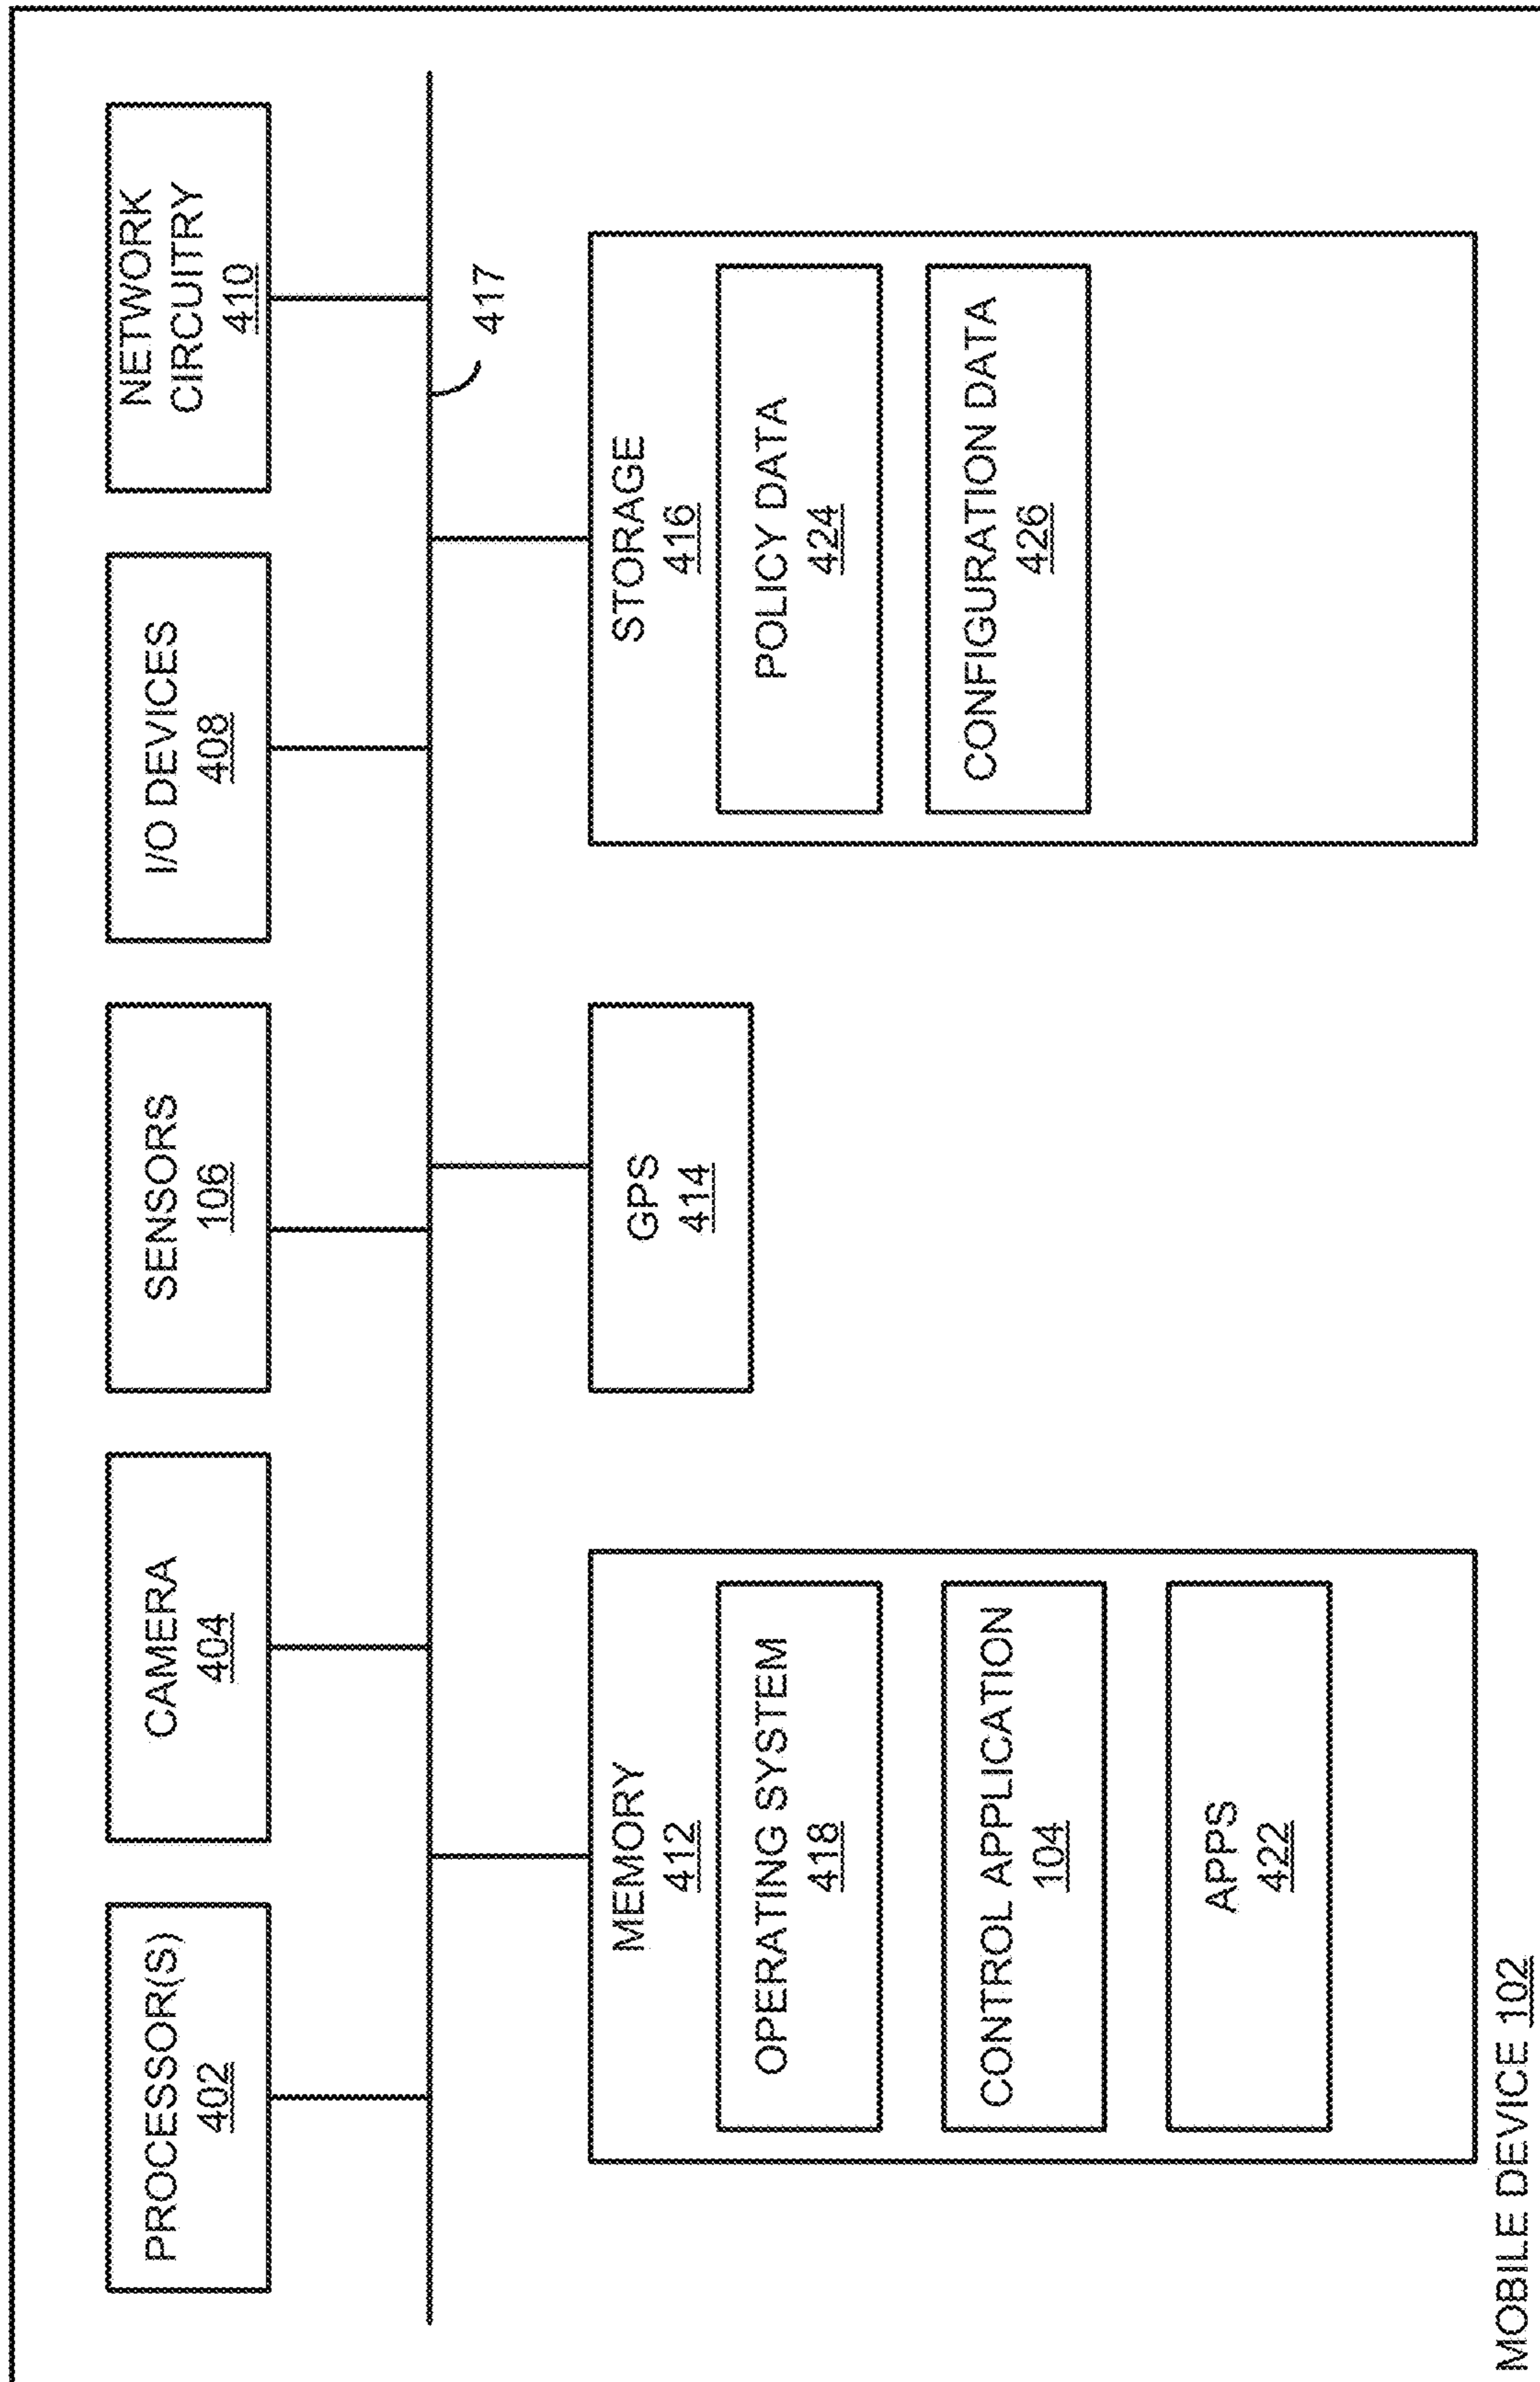 PROCESSOR(S)
402
CAMERA
404
SENSORS
106
I/O DEVICES
408
NETWORK
CIRCUITRY
410
417
MEMORY
412
OPERATING SYSTEM
418
CONTROL APPLICATION
104
APPS
422
GPS
414
STORAGE
416
POLICY DATA
424
CONFIGURATION DATA
426
MOBILE DEVICE 102